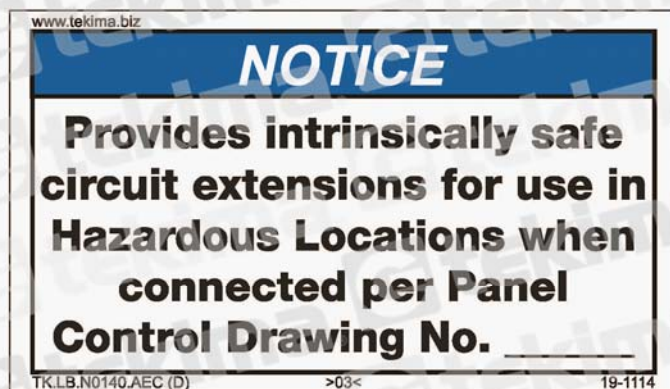 www.tekima.biz
NOTICE
Provides intrinsically safe
circuit extensions for use in
Hazardous Locations when
connected per Panel
Control Drawing No. ______
TK.LB.N0140.AEC (D) >03< 19-1114